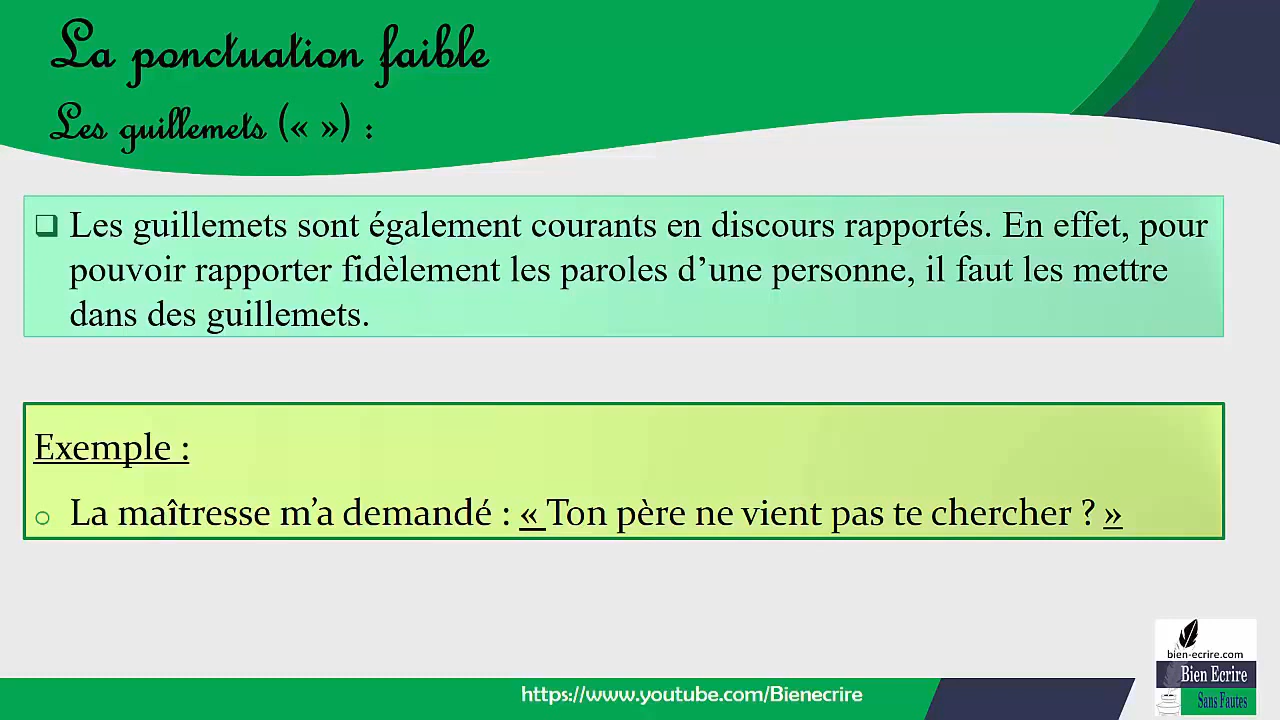 La ponctuation faible
Les guillemets (« ») :
Les guillemets sont également courants en discours rapportés. En effet, pour
pouvoir rapporter fidèlement les paroles d’une personne, il faut les mettre
dans des guillemets.
Exemple :
La maîtresse m’a demandé : « Ton père ne vient pas te chercher ? »
bien-ecrire.com
Bien Ecrire
Sans Fautes
https://www.youtube.com/Bienecrire